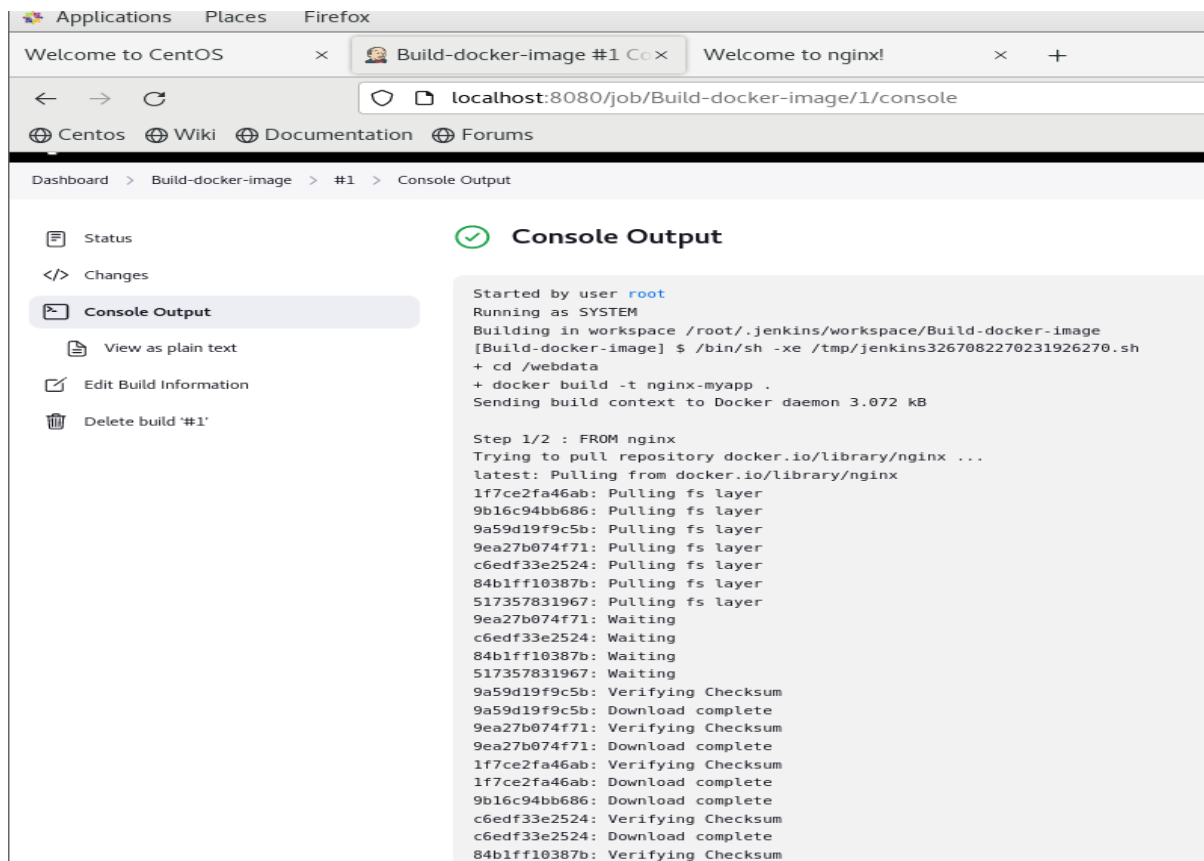 Applications Places Firefox
Welcome to CentOS × Build-docker-image #1 Co × Welcome to nginx! × +
localhost:8080/job/Build-docker-image/1/console
Centos Wiki Documentation Forums
Dashboard > Build-docker-image > #1 > Console Output
Status
Changes
Console Output
View as plain text
Edit Build Information
Delete build '#1'
Console Output
Started by user root
Running as SYSTEM
Building in workspace /root/.jenkins/workspace/Build-docker-image
[Build-docker-image] $ /bin/sh -xe /tmp/jenkins3267082270231926270.sh
+ cd /webdata
+ docker build -t nginx-myapp .
Sending build context to Docker daemon 3.072 kB
Step 1/2 : FROM nginx
Trying to pull repository docker.io/library/nginx ...
latest: Pulling from docker.io/library/nginx
1f7ce2fa46ab: Pulling fs layer
9b16c94bb686: Pulling fs layer
9a59d19f9c5b: Pulling fs layer
9ea27b074f71: Pulling fs layer
c6edf33e2524: Pulling fs layer
84b1ff10387b: Pulling fs layer
517357831967: Pulling fs layer
9ea27b074f71: Waiting
c6edf33e2524: Waiting
84b1ff10387b: Waiting
517357831967: Waiting
9a59d19f9c5b: Verifying Checksum
9a59d19f9c5b: Download complete
9ea27b074f71: Verifying Checksum
9ea27b074f71: Download complete
1f7ce2fa46ab: Verifying Checksum
1f7ce2fa46ab: Download complete
9b16c94bb686: Download complete
c6edf33e2524: Verifying Checksum
c6edf33e2524: Download complete
84b1ff10387b: Verifying Checksum